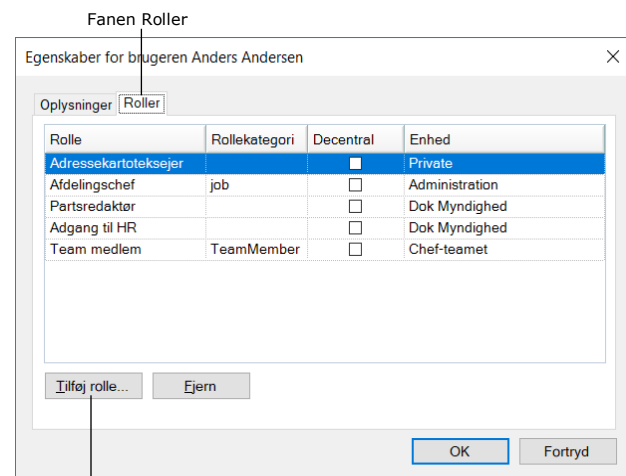 Fanen Roller
Egenskaber for brugeren Anders Andersen
Oplysninger Roller
Rolle Rollekategori Decentral Enhed
Adressekartoteksejer Private
Afdelingschef job Administration
Partsredaktør Dok Myndighed
Adgang til HR Dok Myndighed
Team medlem TeamMember Chef-teamet
Tilføj rolle... Fjern
OK Fortryd